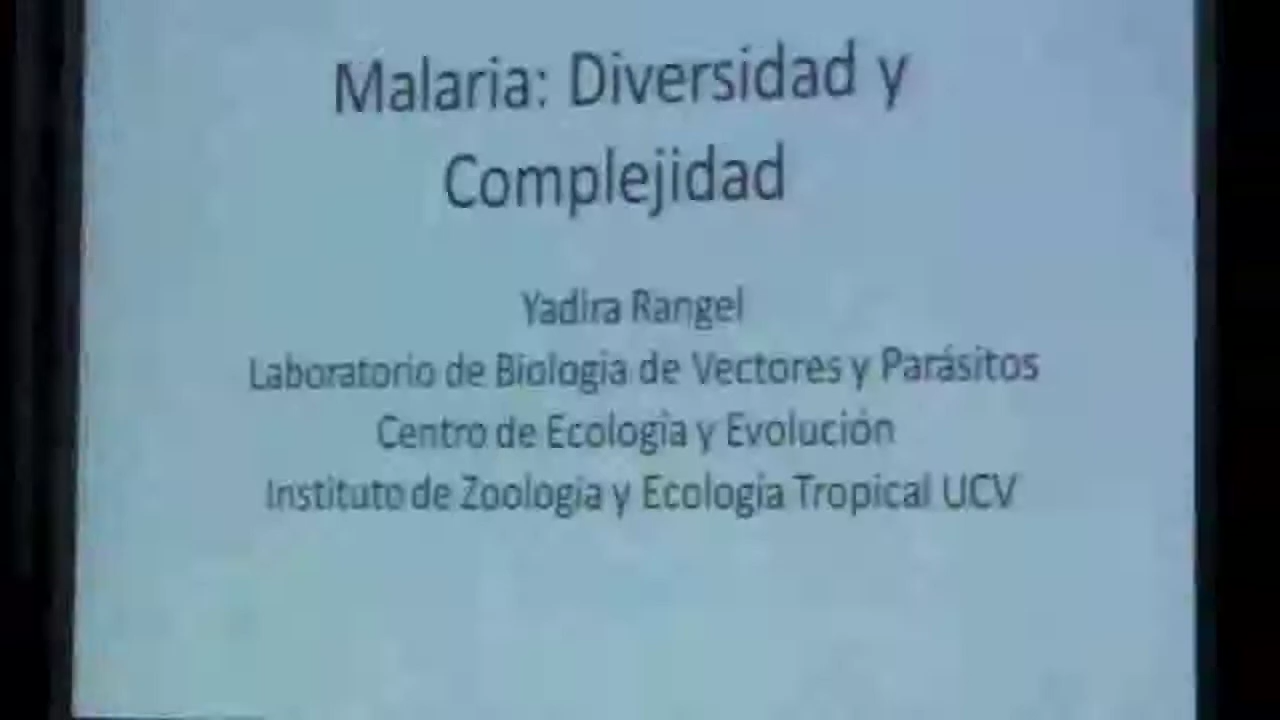 Malaria: Diversidad y
Complejidad
Yadira Rangel
Laboratorio de Biologia de Vectores y Parásitos
Centro de Ecologia y Evolución
Instituto de Zoologia y Ecologia Tropical UCV